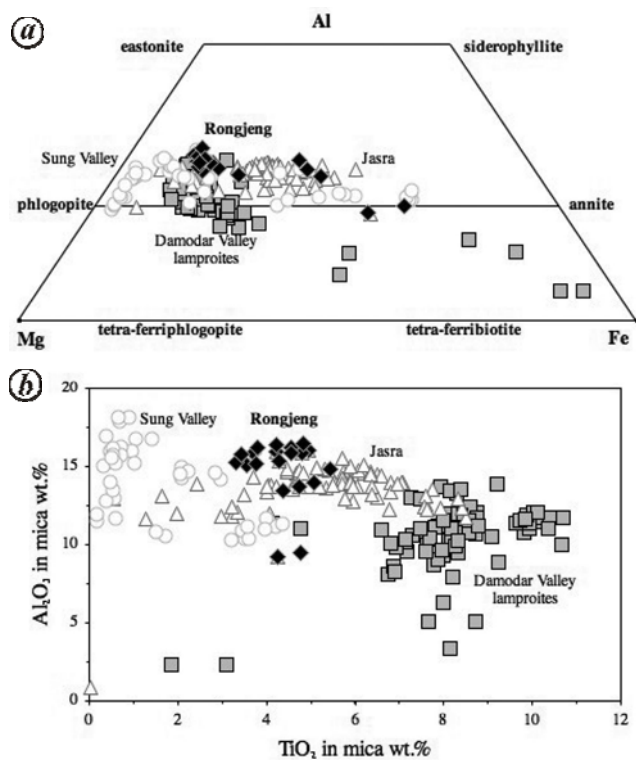 a
Al
eastonite
siderophyllite
Rongjeng
Sung Valley
Jasra
phlogopite
annite
Damodar Valley
lamproites
Mg
tetra-ferriphlogopite
tetra-ferribiotite
Fe
b
20
Sung Valley
Rongjeng
Jasra
15
10
Damodar Valley
lamproites
5
0
Al₂O₃ in mica wt.%
0 2 4 6 8 10 12
TiO₂ in mica wt.%